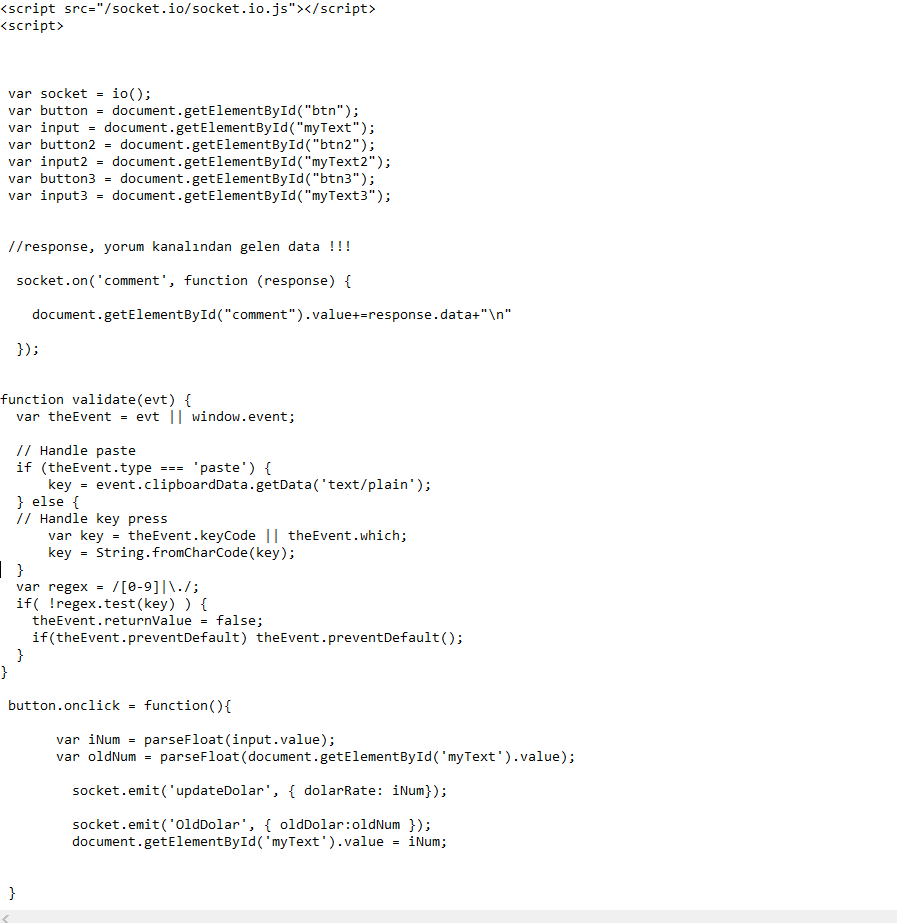 <script src="/socket.io/socket.io.js"></script>
<script>
var socket = io();
var button = document.getElementById("btn");
var input = document.getElementById("myText");
var button2 = document.getElementById("btn2");
var input2 = document.getElementById("myText2");
var button3 = document.getElementById("btn3");
var input3 = document.getElementById("myText3");
//response, yorum kanalından gelen data !!!
socket.on('comment', function (response) {
document.getElementById("comment").value+=response.data+"\n"
});
function validate(evt) {
var theEvent = evt || window.event;
// Handle paste
if (theEvent.type === 'paste') {
key = event.clipboardData.getData('text/plain');
} else {
// Handle key press
var key = theEvent.keyCode || theEvent.which;
key = String.fromCharCode(key);
}
var regex = /[0-9]|\./;
if( !regex.test(key) ) {
theEvent.returnValue = false;
if(theEvent.preventDefault) theEvent.preventDefault();
}
}
button.onclick = function(){
var iNum = parseFloat(input.value);
var oldNum = parseFloat(document.getElementById('myText').value);
socket.emit('updateDolar', { dolarRate: iNum});
socket.emit('OldDolar', { oldDolar:oldNum });
document.getElementById('myText').value = iNum;
}